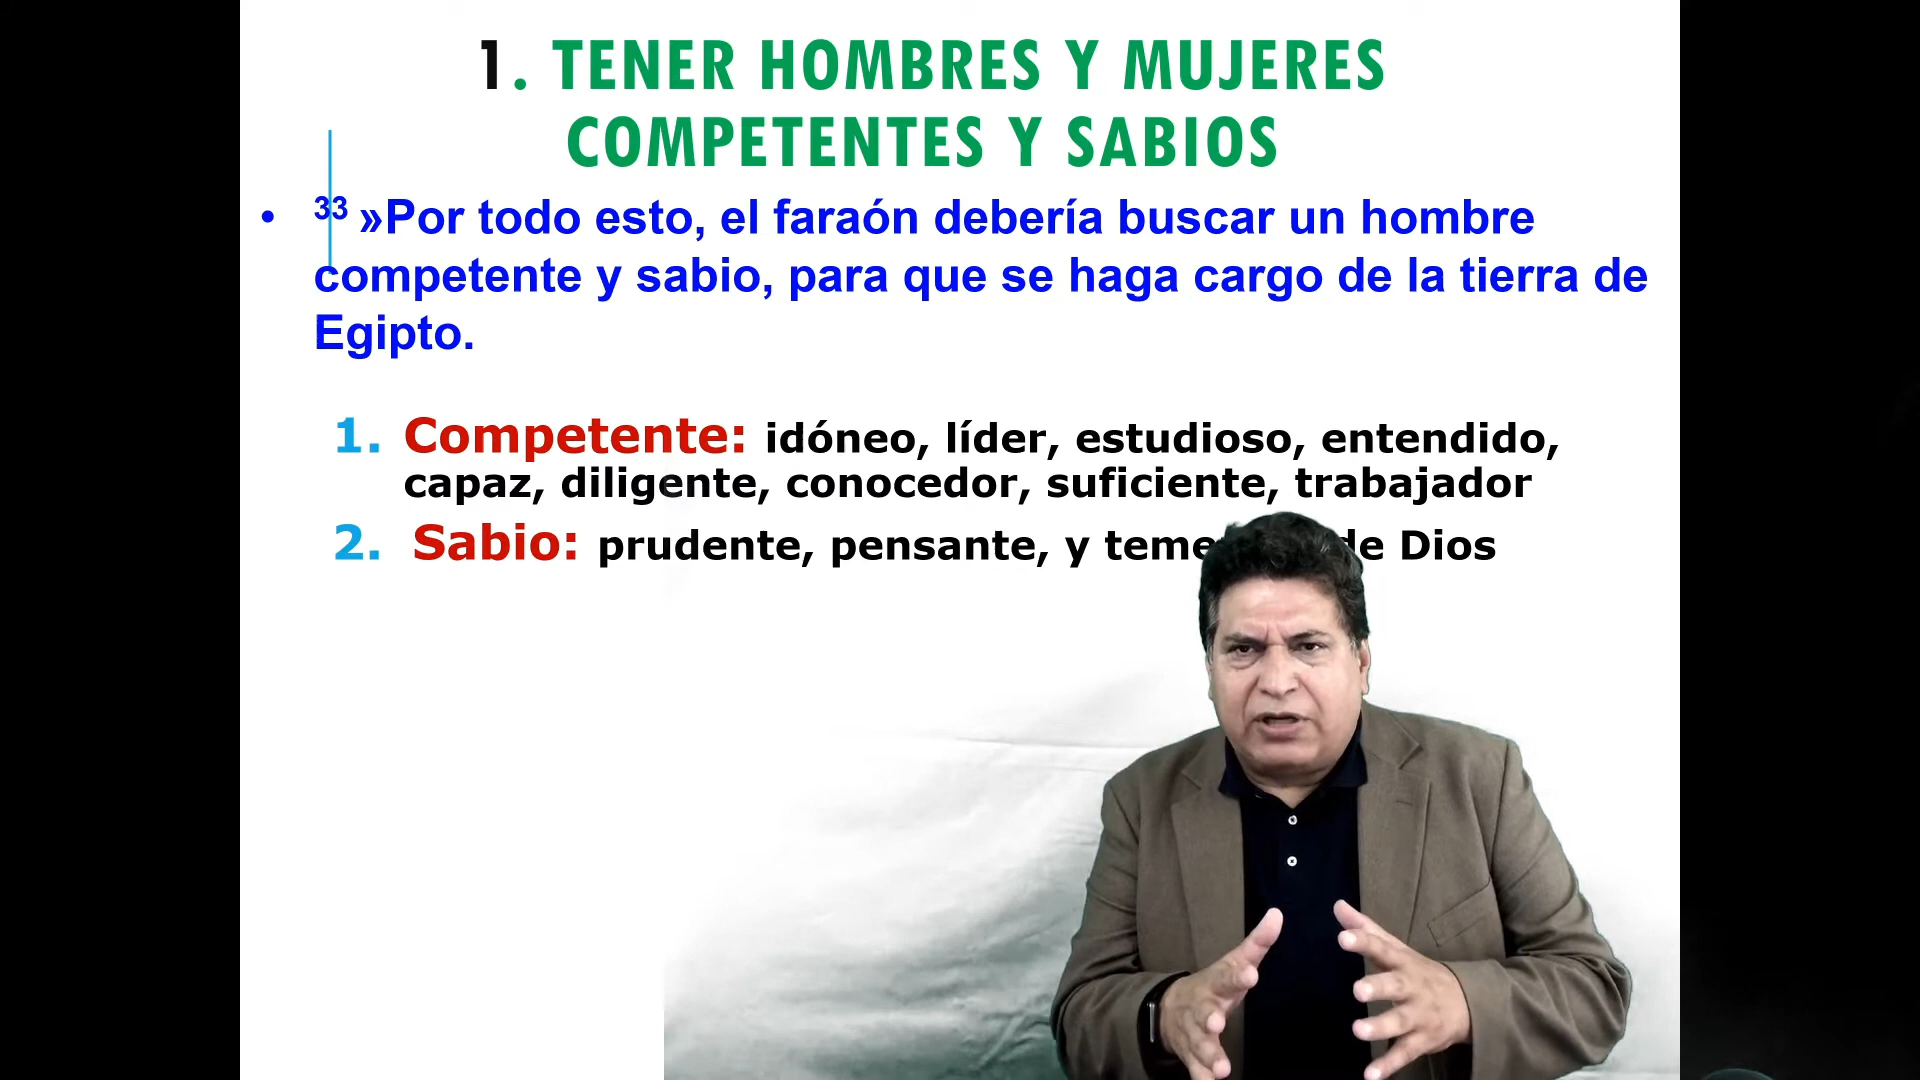 1. TENER HOMBRES Y MUJERES
COMPETENTES Y SABIOS
• ³³ »Por todo esto, el faraón debería buscar un hombre
competente y sabio, para que se haga cargo de la tierra de
Egipto.
1. Competente: idóneo, líder, estudioso, entendido,
capaz, diligente, conocedor, suficiente, trabajador
2. Sabio: prudente, pensante, y de Dios